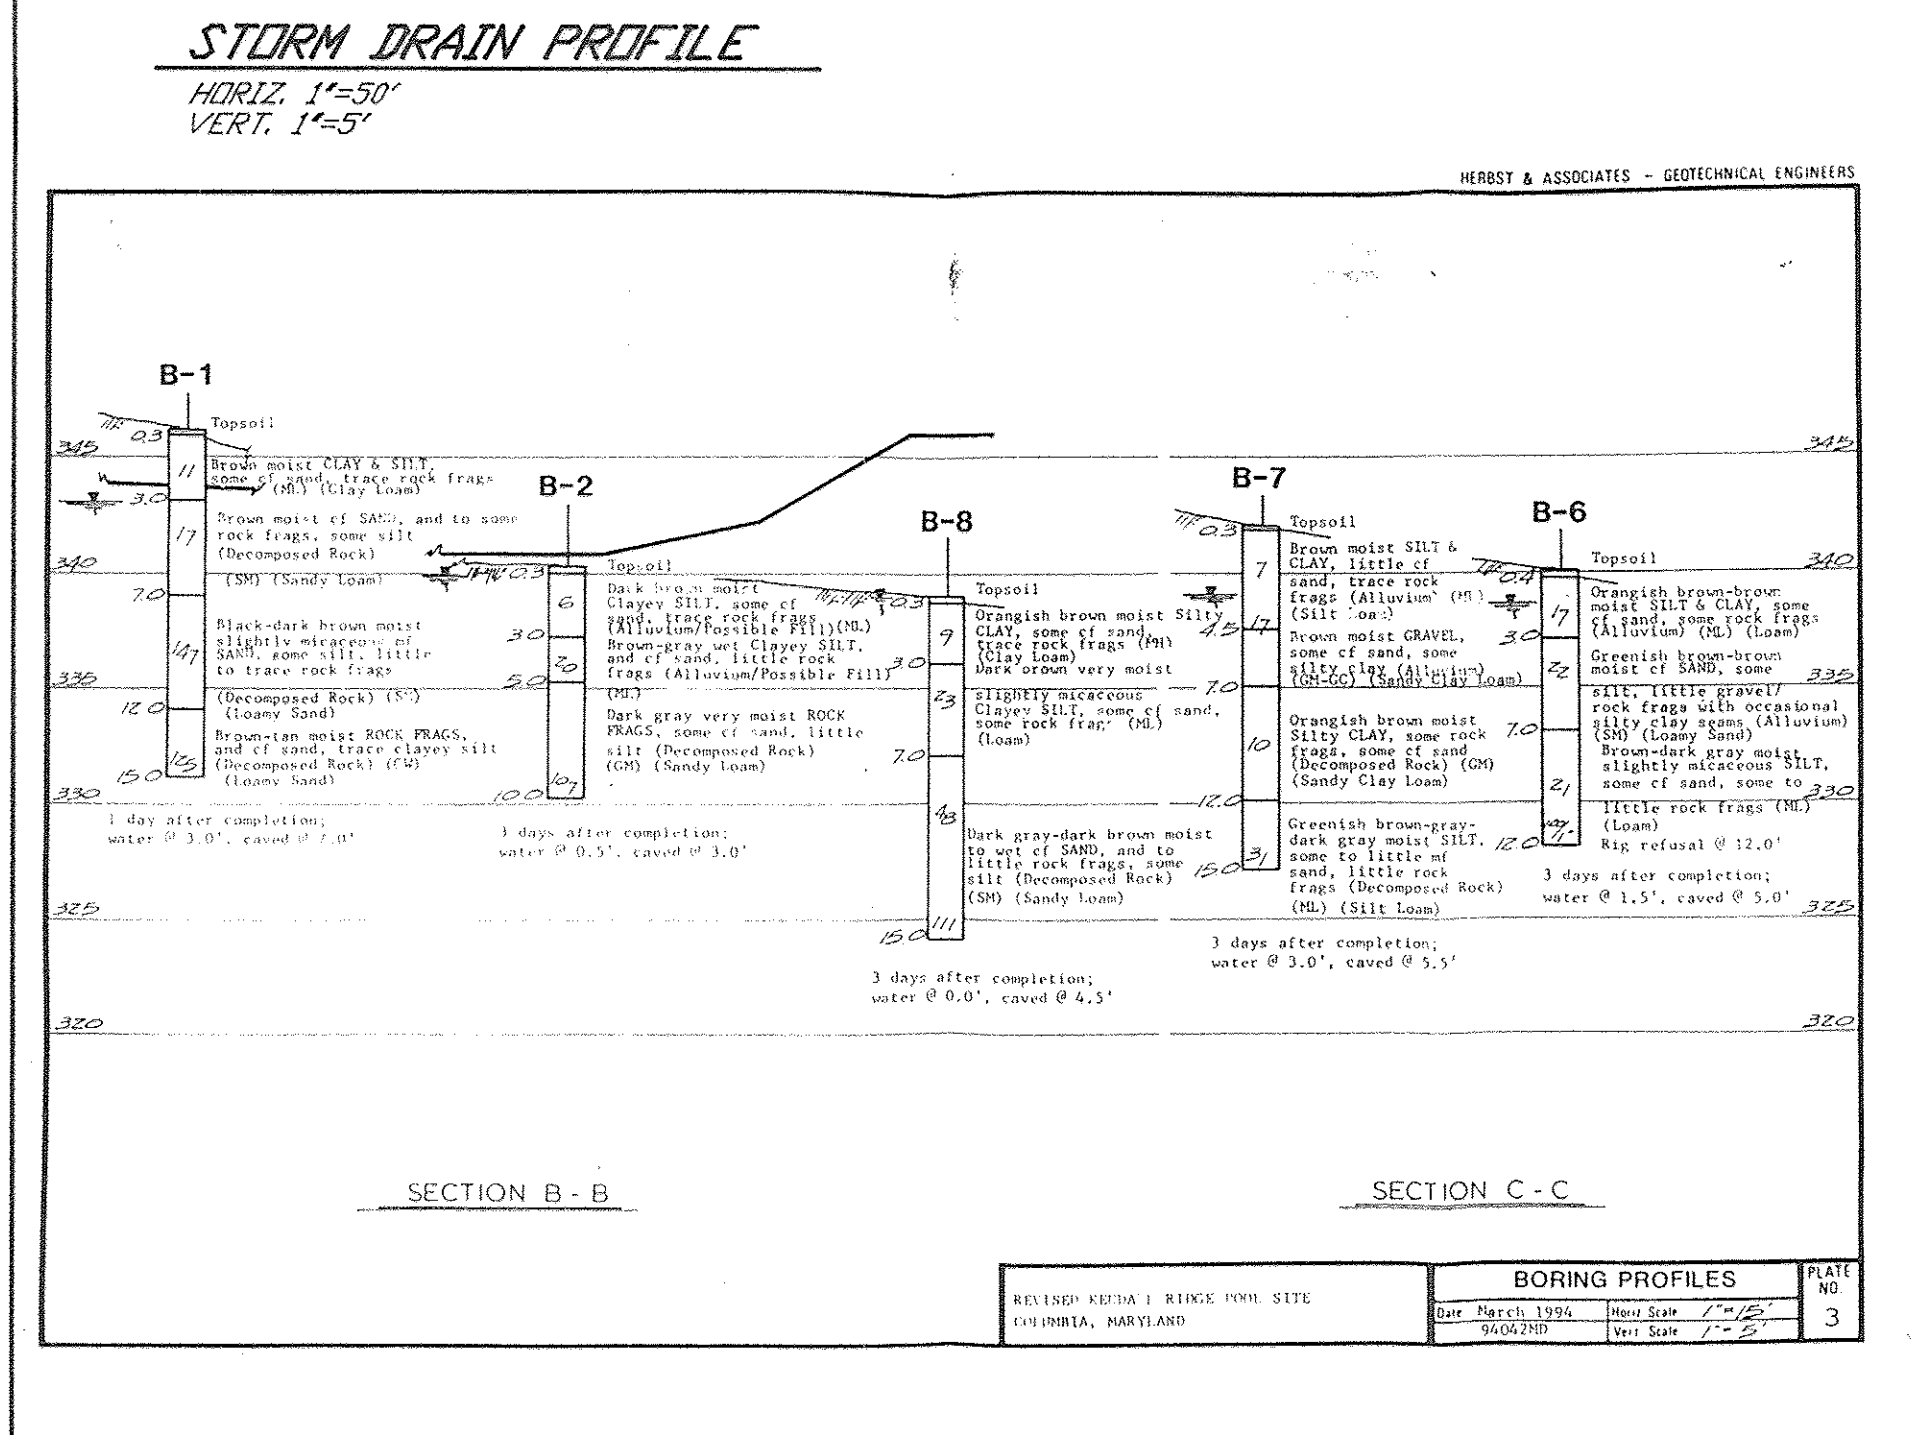 STORM DRAIN PROFILE
HORIZ. 1"=50'
VERT. 1"=5'
HERBST & ASSOCIATES - GEOTECHNICAL ENGINEERS
B-1
Topsoil
0.3
345
11
Brown moist CLAY & SILT,
some cf sand, trace rock frags
(ML) (Clay Loam)
3.0
17
Brown moist cf SAND, and to some
rock frags, some silt
(Decomposed Rock)
(SM) (Sandy Loam)
340
7.0
147
Black-dark brown moist
slightly micaceous mf
SAND, some silt, little
to trace rock frags
(Decomposed Rock)
(Loamy Sand)
335
12.0
125
Brown-tan moist ROCK FRAGS,
and cf sand, trace clayey silt
(Decomposed Rock) (GW)
(Loamy Sand)
15.0
330
1 day after completion;
water @ 3.0', caved @ 7.0'
325
320
B-2
Topsoil
0.3
6
Dark brown moist
Clayey SILT, some cf
sand, trace rock frags
(Alluvium/Possible Fill)(ML)
3.0
20
Brown-gray wet Clayey SILT,
and cf sand, little rock
frags (Alluvium/Possible Fill)
(ML)
5.0
Dark gray very moist ROCK
FRAGS, some cf sand, little
silt (Decomposed Rock)
(GM) (Sandy Loam)
107
10.0
3 days after completion;
water @ 0.5', caved @ 3.0'
B-8
Topsoil
0.3
9
Orangish brown moist Silty
CLAY, some cf sand,
trace rock frags (MH)
(Clay Loam)
3.0
Dark brown very moist
23
slightly micaceous
Clayey SILT, some cf sand,
some rock frags (ML)
(Loam)
7.0
48
Dark gray-dark brown moist
to wet cf SAND, and to
little rock frags, some
silt (Decomposed Rock)
(SM) (Sandy Loam)
111
15.0
3 days after completion;
water @ 0.0', caved @ 4.5'
B-7
Topsoil
0.3
7
Brown moist SILT &
CLAY, little cf
sand, trace rock
frags (Alluvium) (ML)
(Silt Loam)
4.5
17
Brown moist GRAVEL,
some cf sand, some
silty clay (Alluvium)
(GM-GC) (Sandy Clay Loam)
7.0
10
Orangish brown moist
Silty CLAY, some rock
frags, some cf sand
(Decomposed Rock) (GM)
(Sandy Clay Loam)
12.0
Greenish brown-gray-
dark gray moist SILT,
some to little mf
sand, little rock
frags (Decomposed Rock)
(ML) (Silt Loam)
31
15.0
3 days after completion;
water @ 3.0', caved @ 5.5'
B-6
Topsoil
0.4
17
Orangish brown-brown
moist SILT & CLAY, some
cf sand, some rock frags
(Alluvium) (ML) (Loam)
3.0
22
Greenish brown-brown
moist cf SAND, some
silt, little gravel/
rock frags with occasional
silty clay seams (Alluvium)
(SM) (Loamy Sand)
7.0
21
Brown-dark gray moist
slightly micaceous SILT,
some cf sand, some to
little rock frags (ML)
(Loam)
12.0
Rig refusal @ 12.0'
3 days after completion;
water @ 1.5', caved @ 5.0'
345
340
335
330
325
320
SECTION B - B
SECTION C - C
REVISED KENDALL RIDGE POOL SITE
COLUMBIA, MARYLAND
BORING PROFILES
Date March 1994
Horiz Scale 1"=15'
94042MD
Vert Scale 1"=5'
PLATE
NO.
3